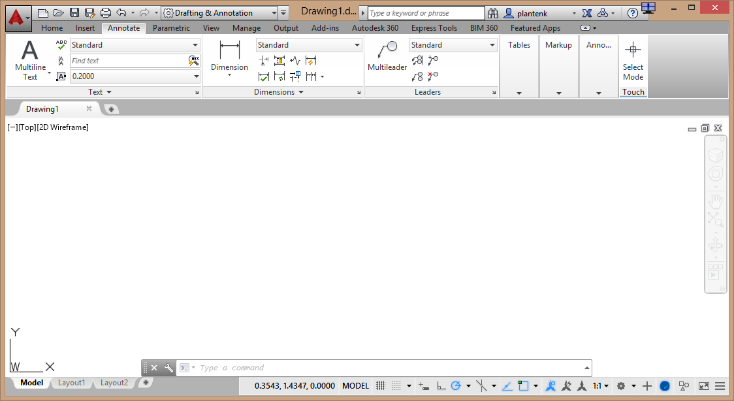 Drafting & Annotation Drawing1.d... Type a keyword or phrase plantenk
Home Insert Annotate Parametric View Manage Output Add-ins Autodesk 360 Express Tools BIM 360 Featured Apps
Multiline Text
ABC
Standard
Find text
0.2000
Text
Dimension
Standard
Dimensions
Multileader
Standard
Leaders
Tables
Markup
Anno...
Select Mode
Touch
Drawing1
[−][Top][2D Wireframe]
Y
W X
Type a command
Model Layout1 Layout2 0.3543, 1.4347, 0.0000 MODEL 1:1